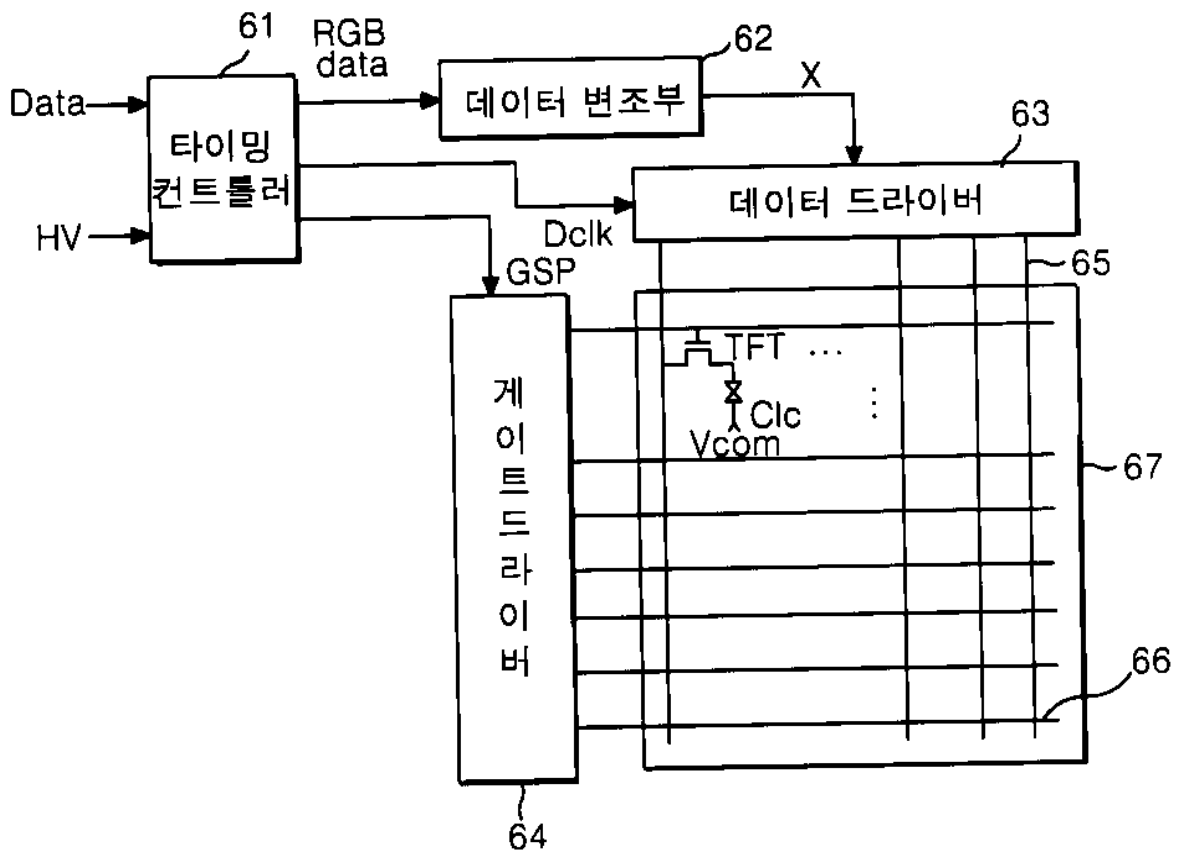 61
RGB
data
62
X
Data
데이터 변조부
63
타이밍
컨트롤러
데이터 드라이버
HV
Dclk
GSP
65
TFT ...
...
Clc
Vcom
67
게
이
트
드
라
이
버
66
64